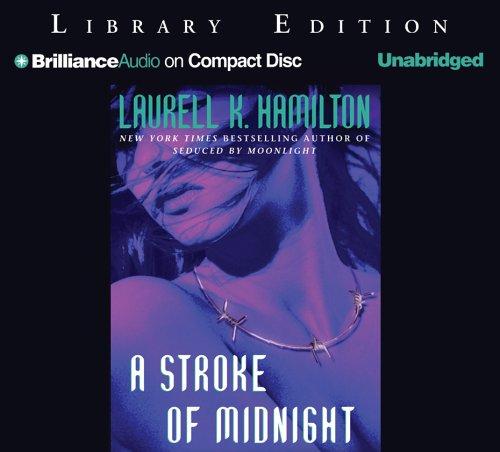 LIBRARY EDITION
BrillianceAudio on Compact Disc
Unabridged
LAURELL K. HAMILTON
NEW YORK TIMES BESTSELLING AUTHOR OF
SEDUCED BY MOONLIGHT
A STROKE
OF MIDNIGHT